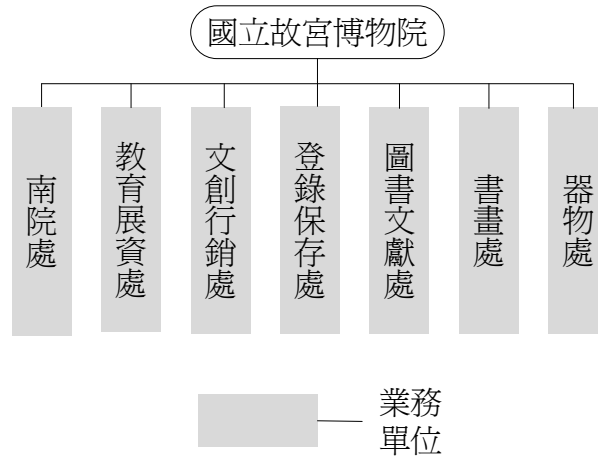 國立故宮博物院
南院處
教育展資處
文創行銷處
登錄保存處
圖書文獻處
書畫處
器物處
業務
單位